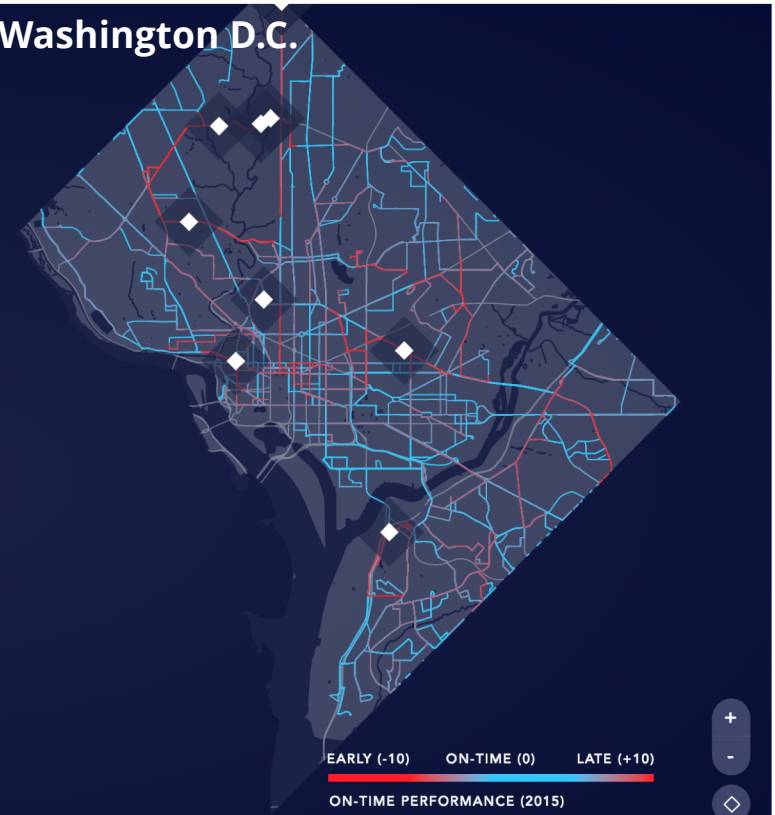 Washington D.C.
+
-
EARLY (-10) ON-TIME (0) LATE (+10)
ON-TIME PERFORMANCE (2015)